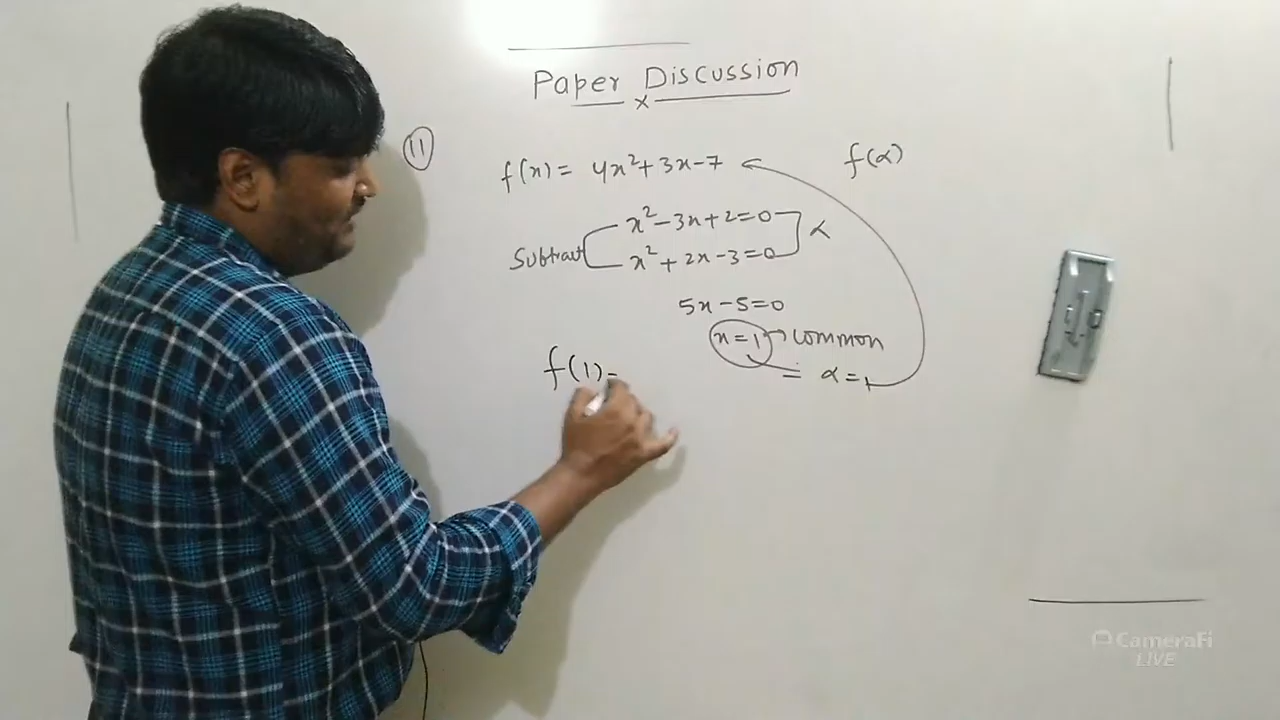 Paper Discussion
x
11
f(x) = 4x²+3x-7
f(α)
x²-3x+2=0
α
Subtract
x²+2x-3=0
5x-5=0
x=1 → common
f(1)=
= α=1
CameraFi
LIVE